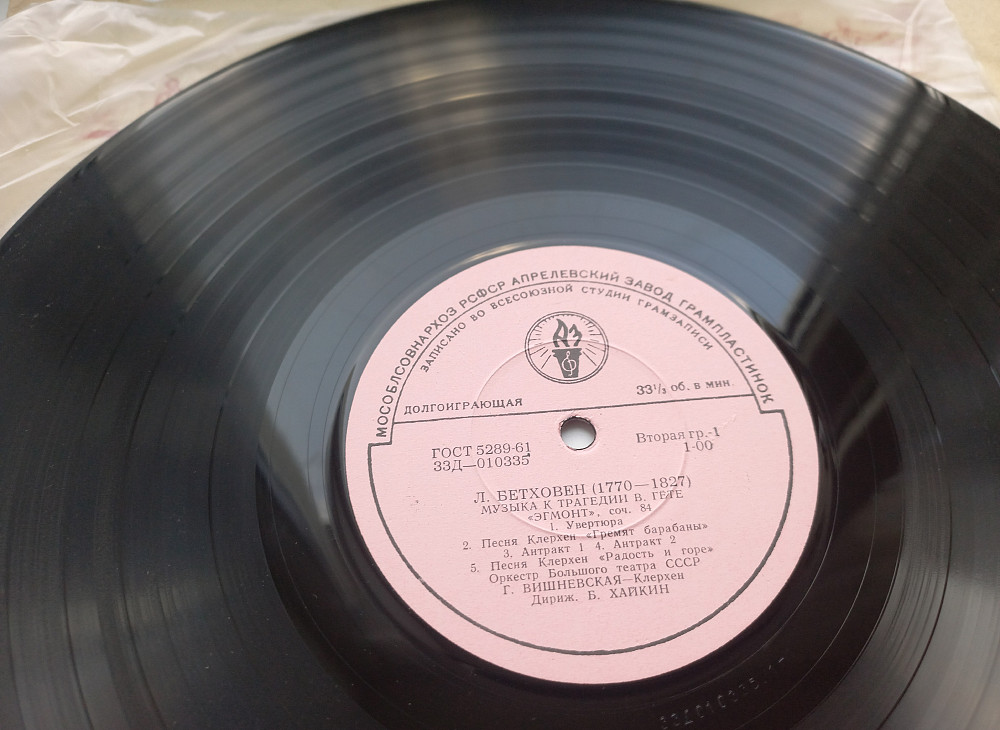 МОСОБЛСОВНАРХОЗ РСФСР АПРЕЛЕВСКИЙ ЗАВОД ГРАМПЛАСТИНОК
ЗАПИСАНО ВО ВСЕСОЮЗНОЙ СТУДИИ ГРАМЗАПИСИ
АЗ
ДОЛГОИГРАЮЩАЯ
33⅓ об. в мин.
ГОСТ 5289-61
33Д—010335
Вторая гр.-1
1-00
Л. БЕТХОВЕН (1770—1827)
МУЗЫКА К ТРАГЕДИИ В. ГЕТЕ
«ЭГМОНТ», соч. 84
1. Увертюра
2. Песня Клерхен «Гремят барабаны»
3. Антракт 1 4. Антракт 2
5. Песня Клерхен «Радость и горе»
Оркестр Большого театра СССР
Г. ВИШНЕВСКАЯ—Клерхен
Дириж. Б. ХАЙКИН